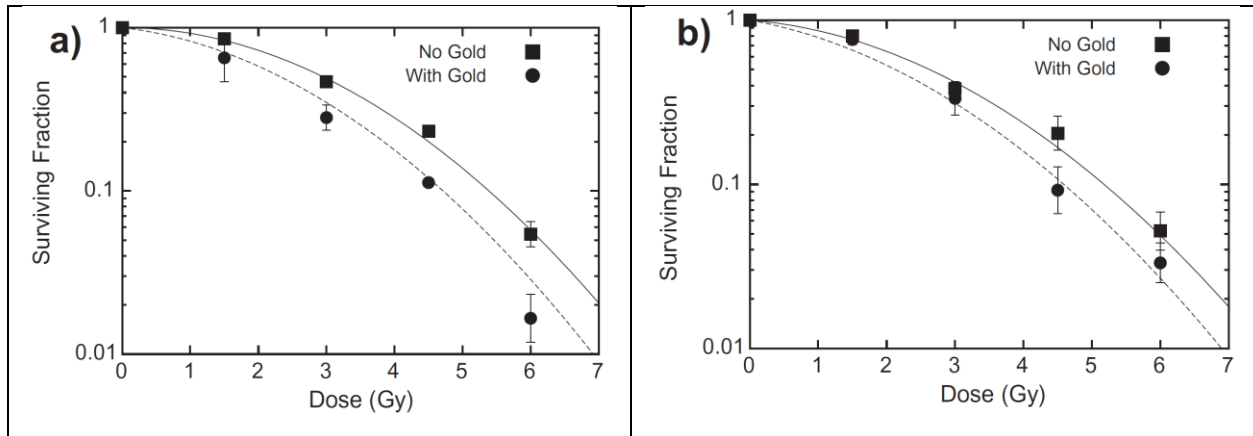 a)
No Gold
With Gold
Surviving Fraction
1
0.1
0.01
0 1 2 3 4 5 6 7
Dose (Gy)
b)
No Gold
With Gold
Surviving Fraction
1
0.1
0.01
0 1 2 3 4 5 6 7
Dose (Gy)